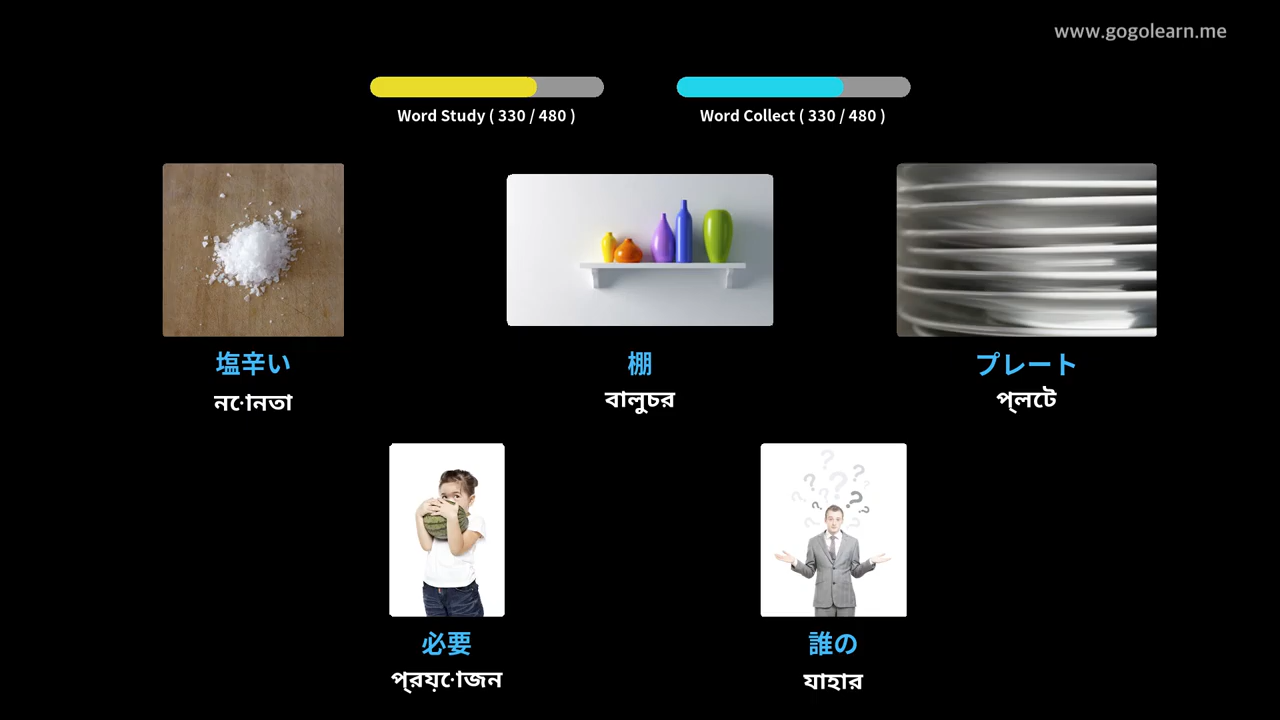 www.gogolearn.me
Word Study ( 330 / 480 )
Word Collect ( 330 / 480 )
塩辛い
棚
プレート
নোনতা
বালুচর
প্লেট
必要
誰の
প্রয়োজন
যাহার